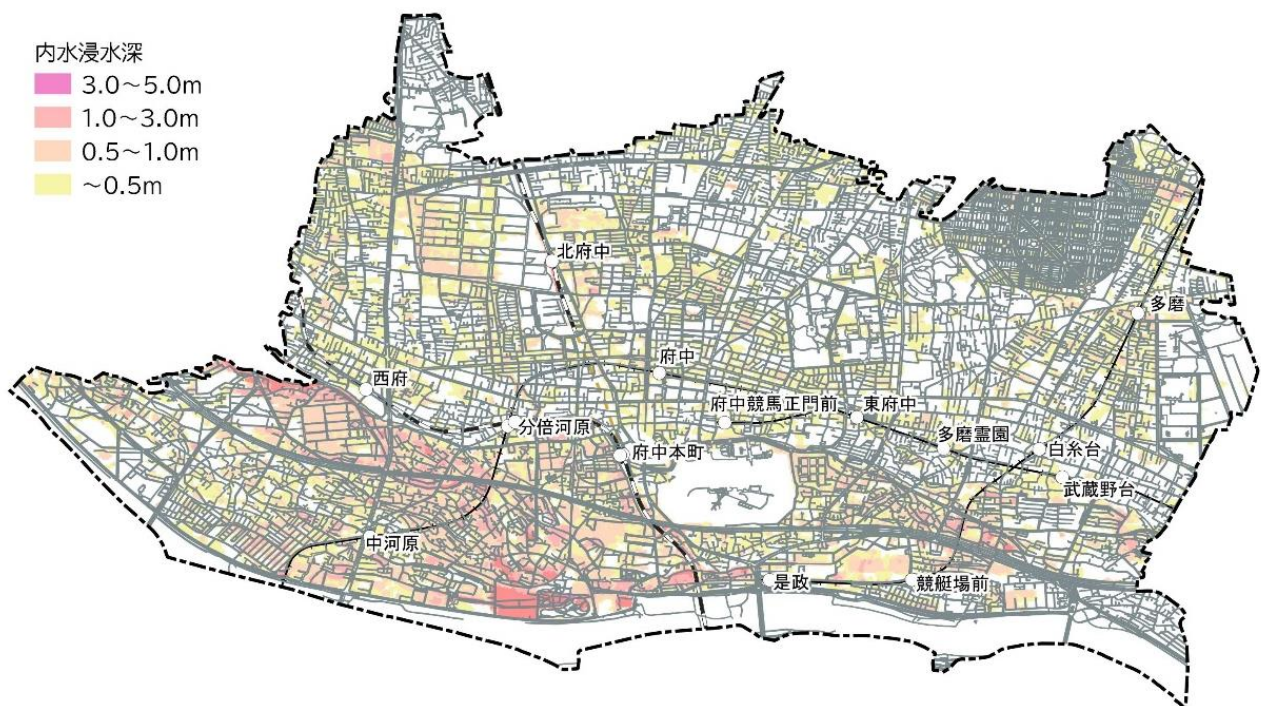 内水浸水深
3.0～5.0m
1.0～3.0m
0.5～1.0m
～0.5m
北府中
多磨
府中
西府
府中競馬正門前
東府中
分倍河原
多磨霊園
白糸台
府中本町
武蔵野台
中河原
是政
競艇場前